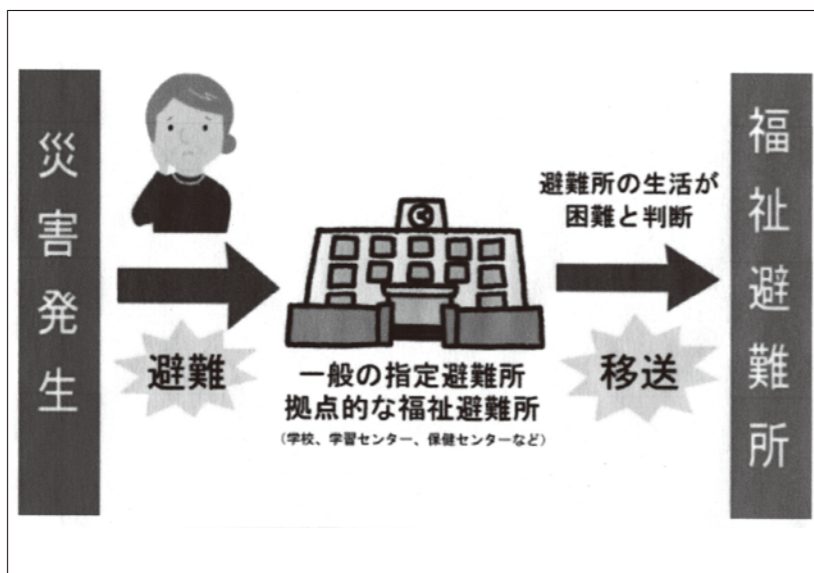 災害発生
避難
一般の指定避難所
拠点的な福祉避難所
（学校、学習センター、保健センターなど）
避難所の生活が
困難と判断
移送
福祉避難所